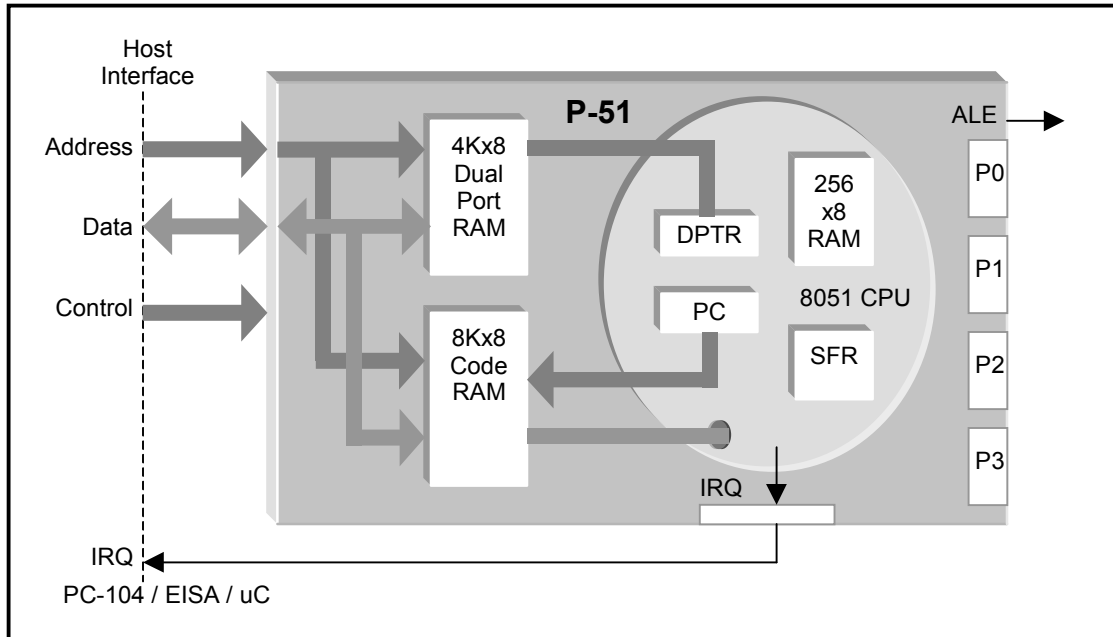 Host
Interface
Address
Data
Control
IRQ
PC-104 / EISA / uC
P-51
4Kx8
Dual
Port
RAM
8Kx8
Code
RAM
DPTR
PC
256
x8
RAM
8051 CPU
SFR
IRQ
ALE
P0
P1
P2
P3